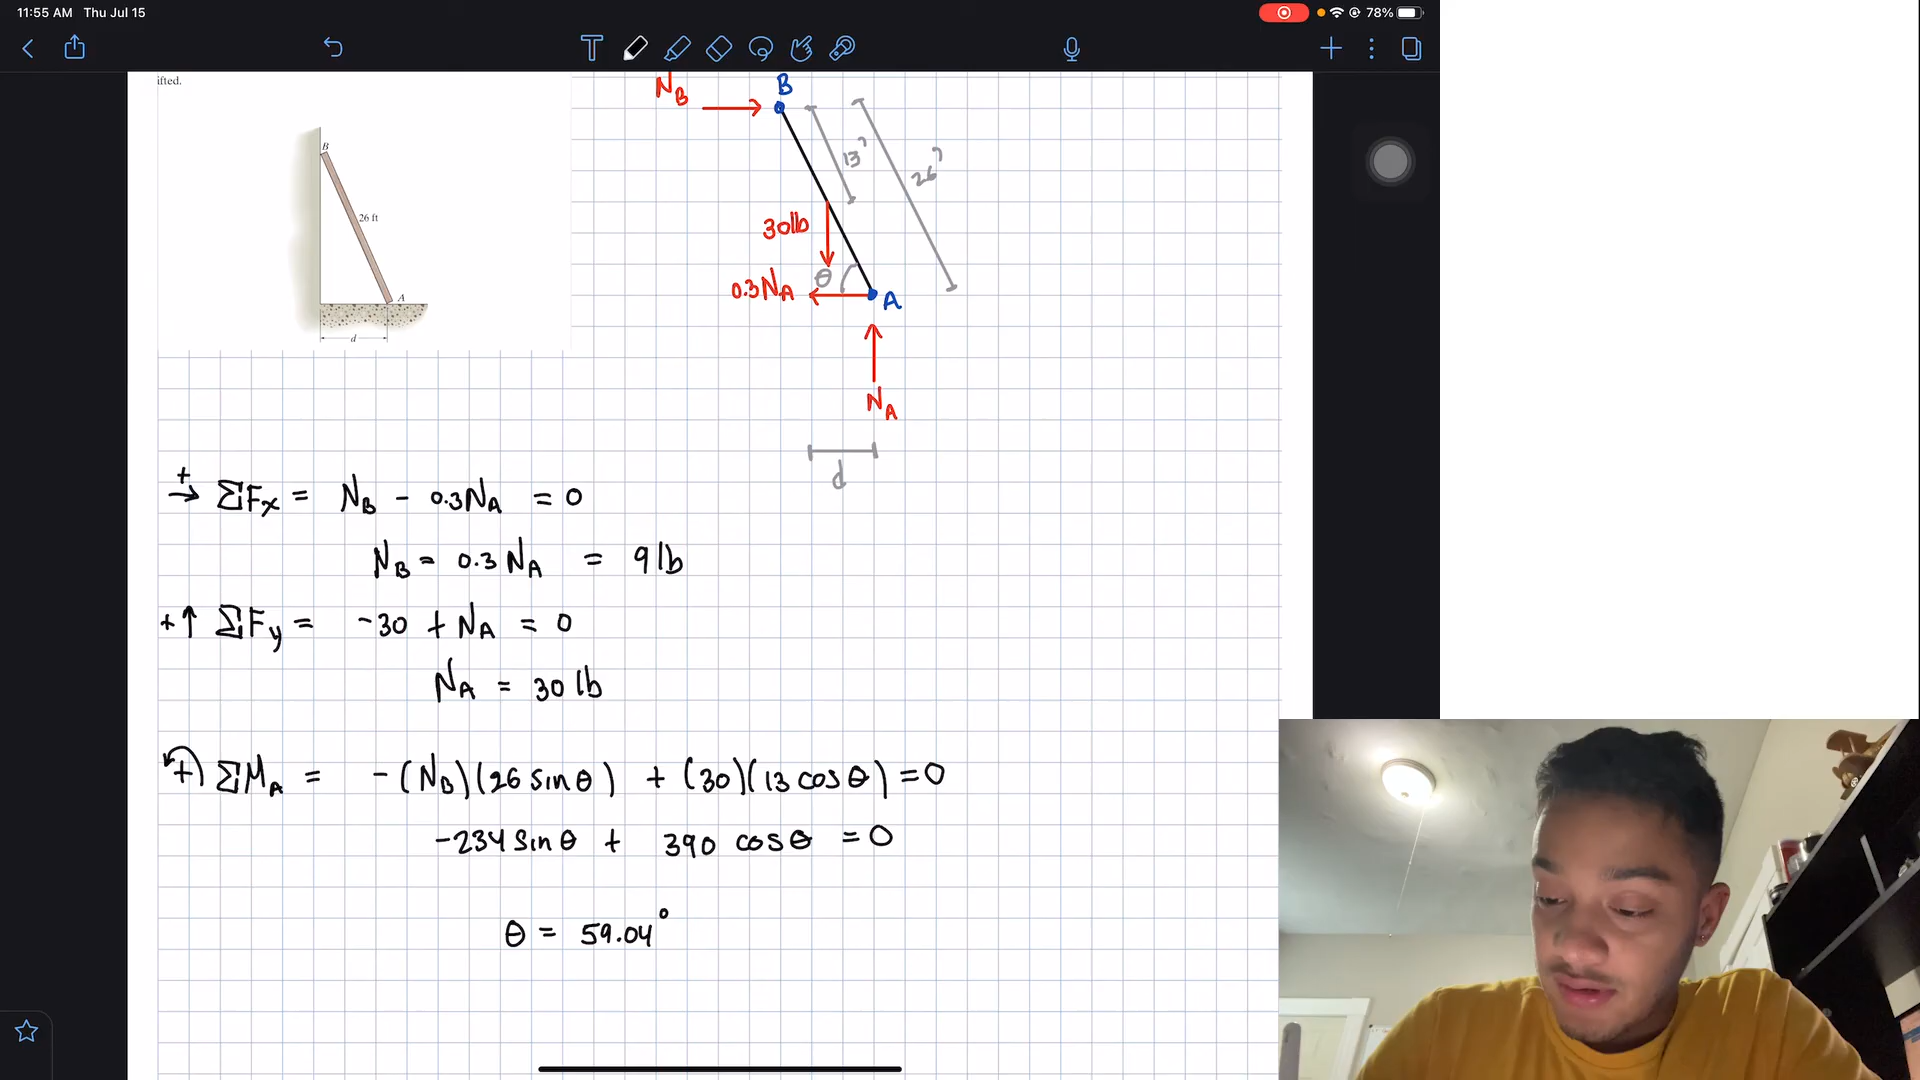 11:55 AM Thu Jul 15
78%
ifted.
B
26 ft
A
d
N_B
B
13'
26'
30lb
θ
0.3N_A
A
N_A
d
+→ ΣF_x = N_B - 0.3N_A = 0
N_B = 0.3 N_A = 9 lb
+↑ ΣF_y = -30 + N_A = 0
N_A = 30 lb
↶+ ΣM_A = -(N_B)(26 sin θ) + (30)(13 cos θ) = 0
-234 sin θ + 390 cos θ = 0
θ = 59.04°